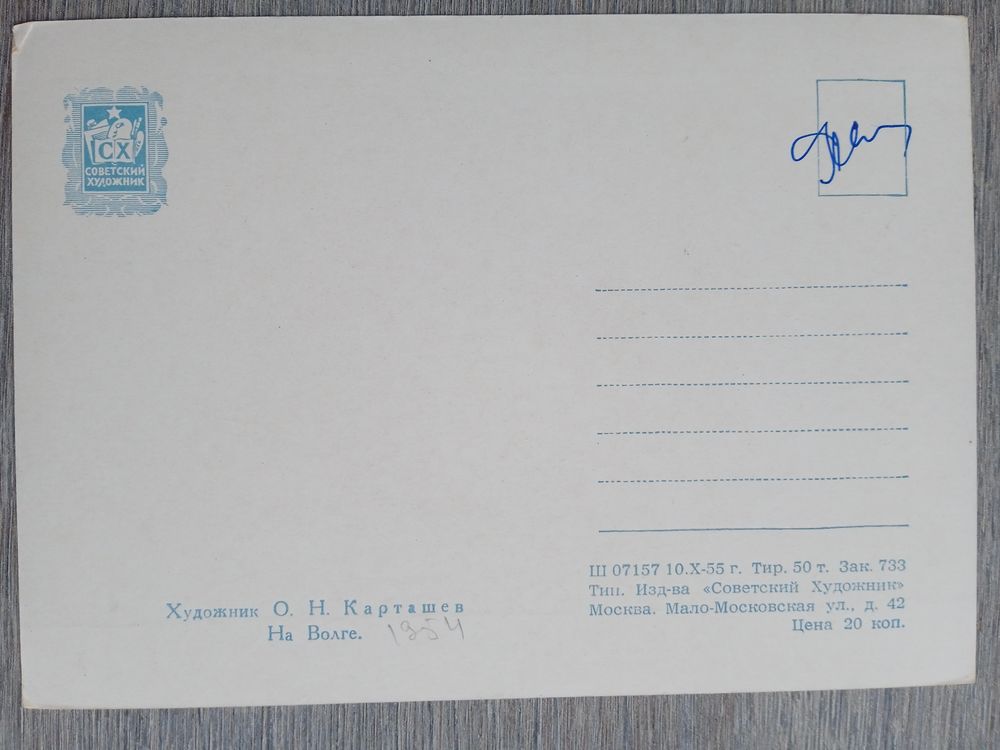 СХ
СОВЕТСКИЙ
ХУДОЖНИК
Художник О. Н. Карташев
На Волге. 1954
Ш 07157 10.X-55 г. Тир. 50 т. Зак. 733
Тип. Изд-ва «Советский Художник»
Москва. Мало-Московская ул., д. 42
Цена 20 коп.